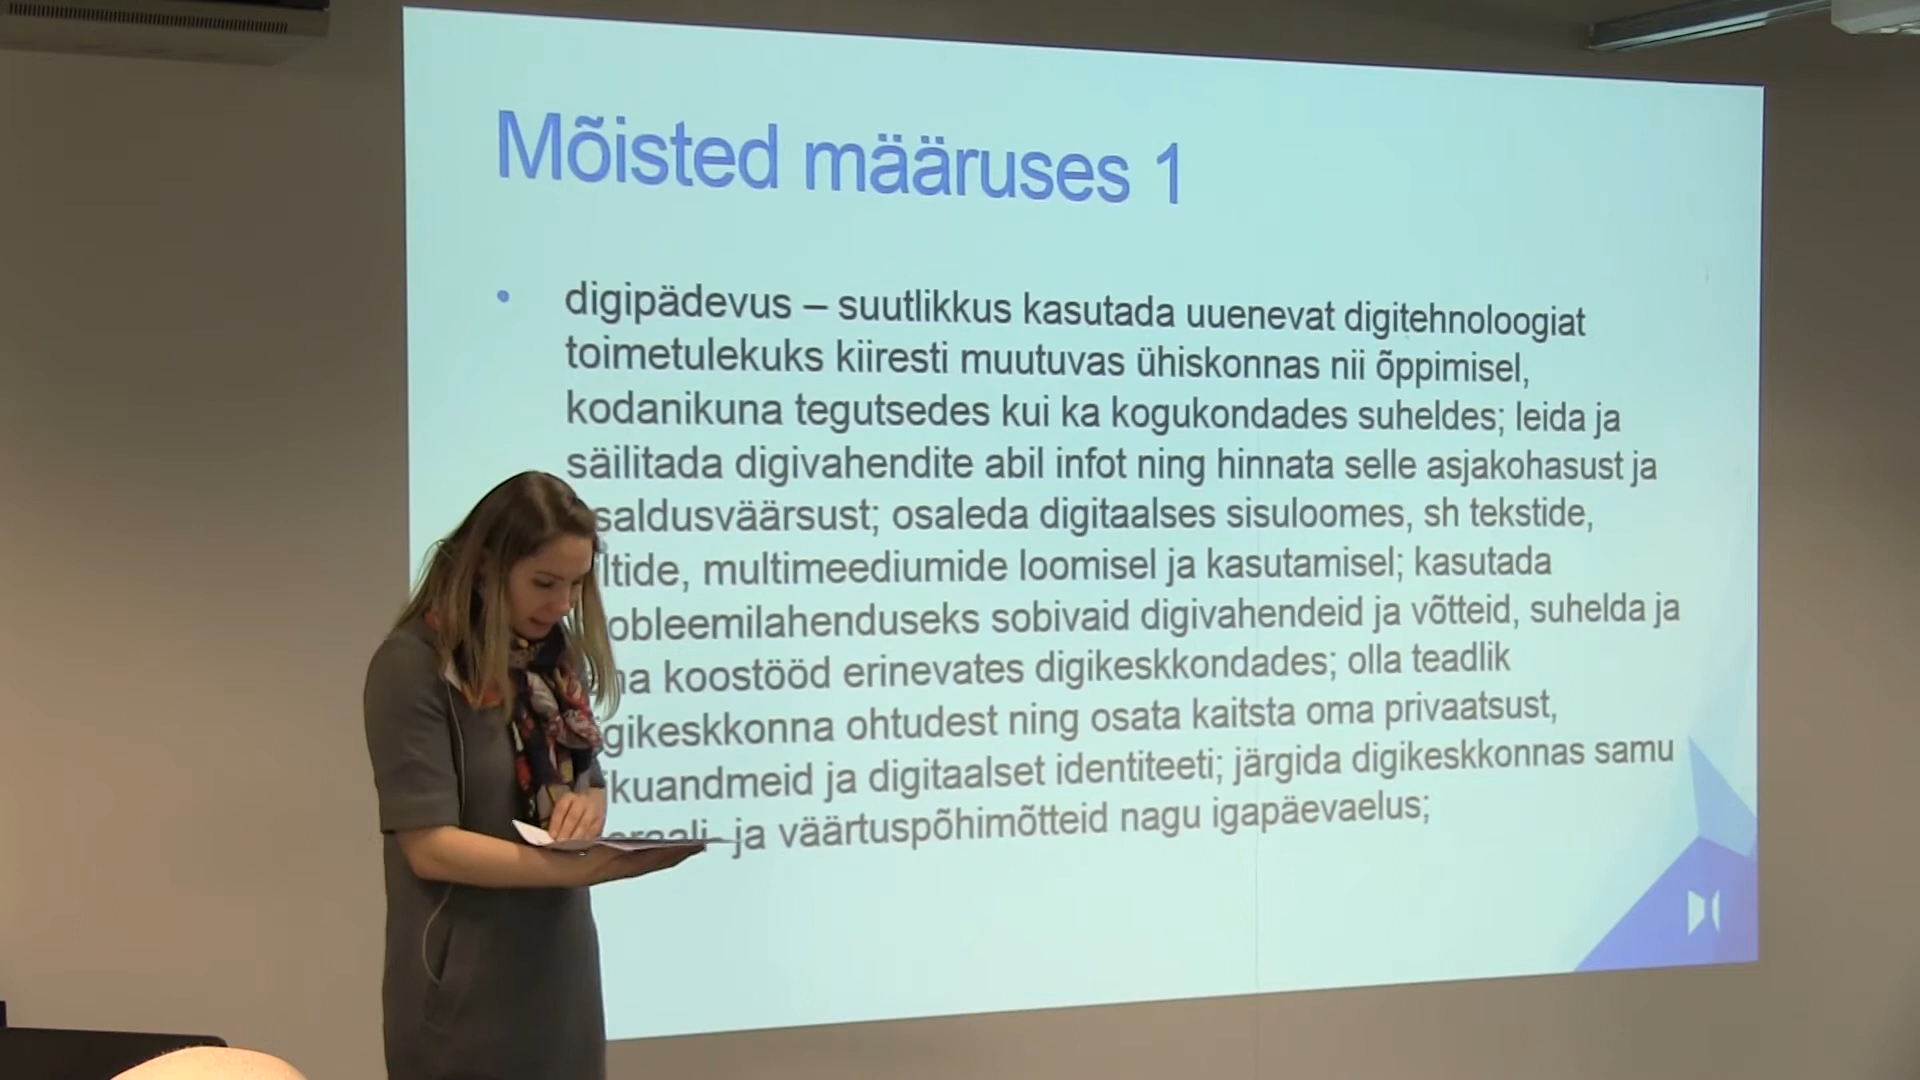 Mõisted määruses 1
• digipädevus – suutlikkus kasutada uuenevat digitehnoloogiat
toimetulekuks kiiresti muutuvas ühiskonnas nii õppimisel,
kodanikuna tegutsedes kui ka kogukondades suheldes; leida ja
säilitada digivahendite abil infot ning hinnata selle asjakohasust ja
saldusväärsust; osaleda digitaalses sisuloomes, sh tekstide,
ltide, multimeediumide loomisel ja kasutamisel; kasutada
obleemilahenduseks sobivaid digivahendeid ja võtteid, suhelda ja
ha koostööd erinevates digikeskkondades; olla teadlik
gikeskkonna ohtudest ning osata kaitsta oma privaatsust,
ikuandmeid ja digitaalset identiteeti; järgida digikeskkonnas samu
ja väärtuspõhimõtteid nagu igapäevaelus;